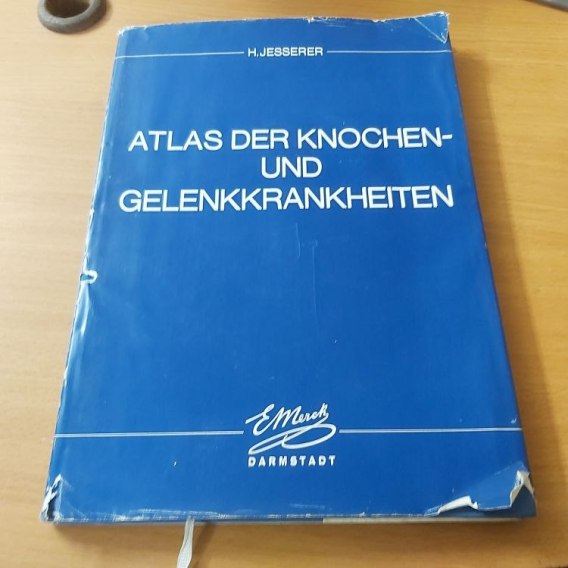 H. JESSERER
ATLAS DER KNOCHEN-
UND
GELENKKRANKHEITEN
E. Merck
DARMSTADT